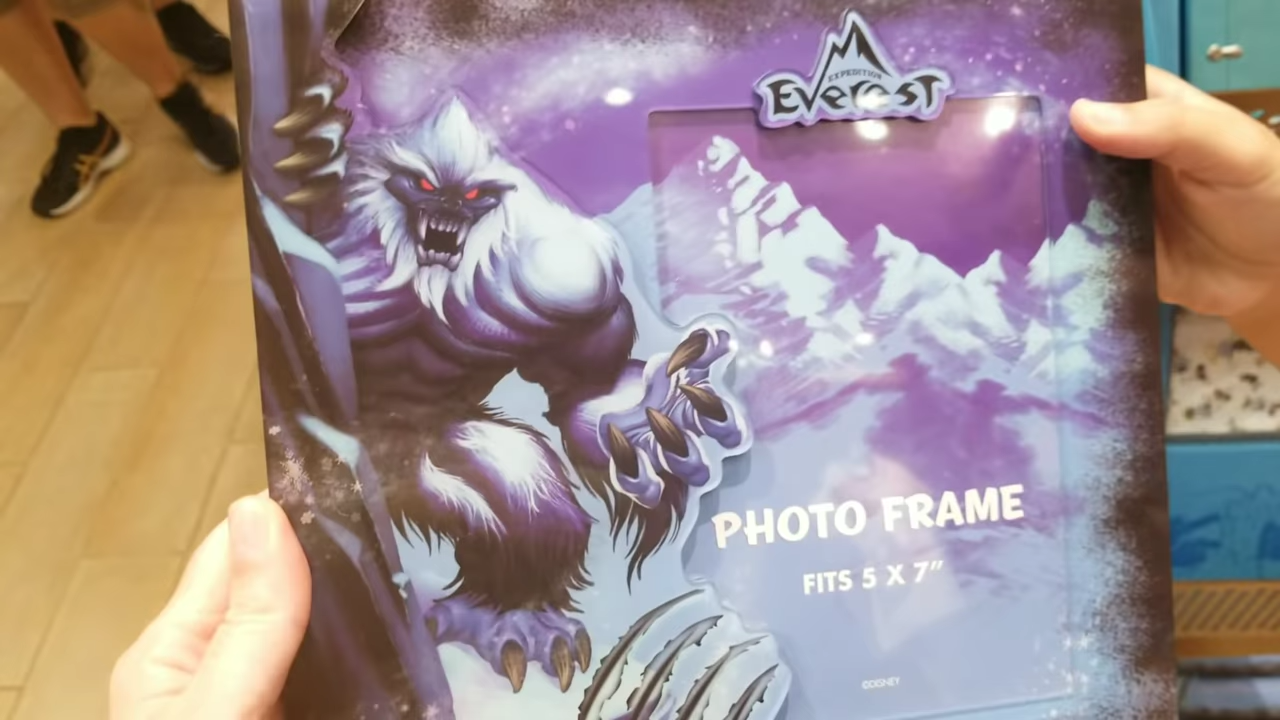 EXPEDITION
EVEREST
PHOTO FRAME
FITS 5 X 7"
©DISNEY